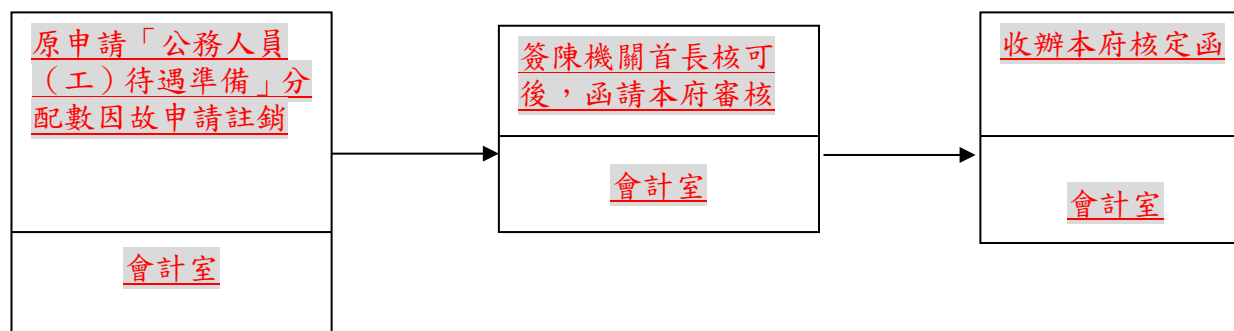 原申請「公務人員
（工）待遇準備」分
配數因故申請註銷
會計室
簽陳機關首長核可
後，函請本府審核
會計室
收辦本府核定函
會計室